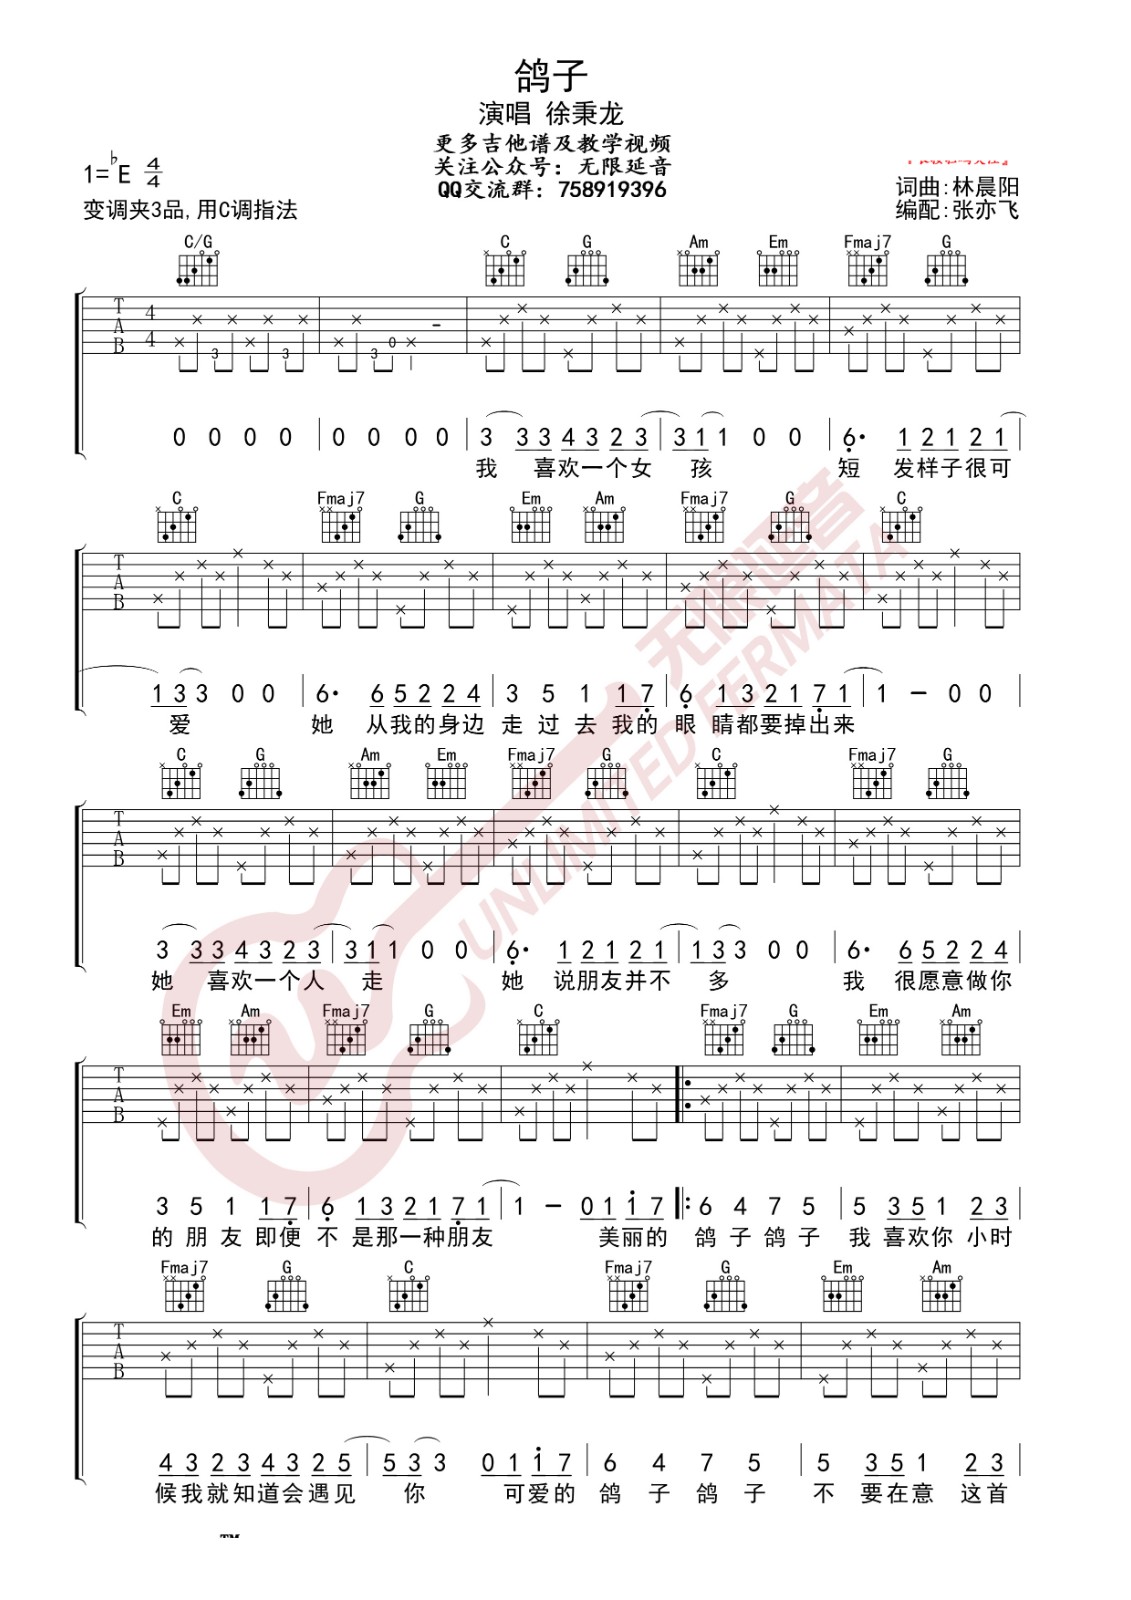 鸽子
演唱 徐秉龙
更多吉他谱及教学视频
关注公众号：无限延音
QQ交流群：758919396
1=♭E 4/4
变调夹3品,用C调指法
词曲:林晨阳
编配:张亦飞
C/G C G Am Em Fmaj7 G
T A B 4 4 3 3 3 0
0 0 0 0 | 0 0 0 0 | 3 3 3 4 3 2 3 | 3 1 1 0 0 | 6· 1 2 1 2 1 |
我 喜欢一个女 孩 短 发样子很可
C Fmaj7 G Em Am Fmaj7 G C
T A B
1 3 3 0 0 | 6· 6 5 2 2 4 | 3 5 1 1 7 | 6 1 3 2 1 7 1 | 1 - 0 0 |
爱 她 从我的身边 走 过 去 我的 眼 睛都要掉出来
C G Am Em Fmaj7 G C Fmaj7 G
T A B
3 3 3 4 3 2 3 | 3 1 1 0 0 | 6· 1 2 1 2 1 | 1 3 3 0 0 | 6· 6 5 2 2 4 |
她 喜欢一个人 走 她 说朋友并不 多 我 很愿意做你
Em Am Fmaj7 G C Fmaj7 G Em Am
T A B
3 5 1 1 7 | 6 1 3 2 1 7 1 | 1 - 0 1 1 7 |: 6 4 7 5 | 5 3 5 1 2 3 |
的 朋 友 即便 不 是那一种朋友 美丽的 鸽 子 鸽 子 我 喜欢你 小时
Fmaj7 G C Fmaj7 G Em Am
T A B
4 3 2 3 4 3 2 5 | 5 3 3 0 1 1 7 | 6 4 7 5 | 5 3 5 1 2 3 |
候我就知道会遇见 你 可爱的 鸽 子 鸽 子 不 要在意 这首
TM
无限延音
UNLIMITED FERMATA